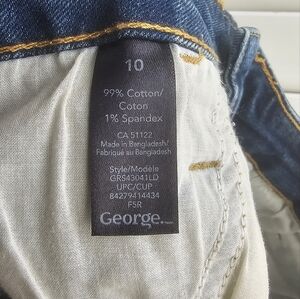 10
99% Cotton/
Coton
1% Spandex
CA 51122
Made in Bangladesh/
Fabriqué au Bangladesh
Style/Modèle
GRS43041LD
UPC/CUP
84279414434
F5R
George.